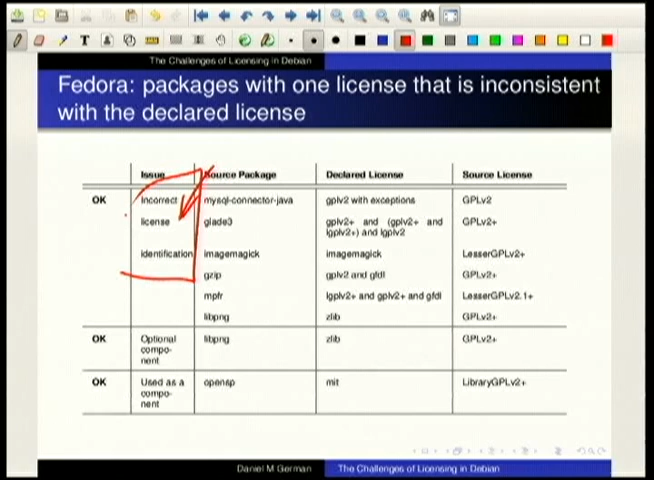 The Challenges of Licensing in Debian
Fedora: packages with one license that is inconsistent
with the declared license
Issue Source Package Declared License Source License
OK Incorrect mysql-connector-java gplv2 with exceptions GPLv2
license glade3 gplv2+ and (gplv2+ and GPLv2+
lgplv2+) and lgplv2
identification imagemagick imagemagick LesserGPLv2+
gzip gplv2 and gfdl GPLv2+
mpfr lgplv2+ and gplv2+ and gfdl LesserGPLv2.1+
libpng zlib GPLv2+
OK Optional libpng zlib GPLv2+
compo-
nent
OK Used as a opensp mit LibraryGPLv2+
compo-
nent
Daniel M German The Challenges of Licensing in Debian